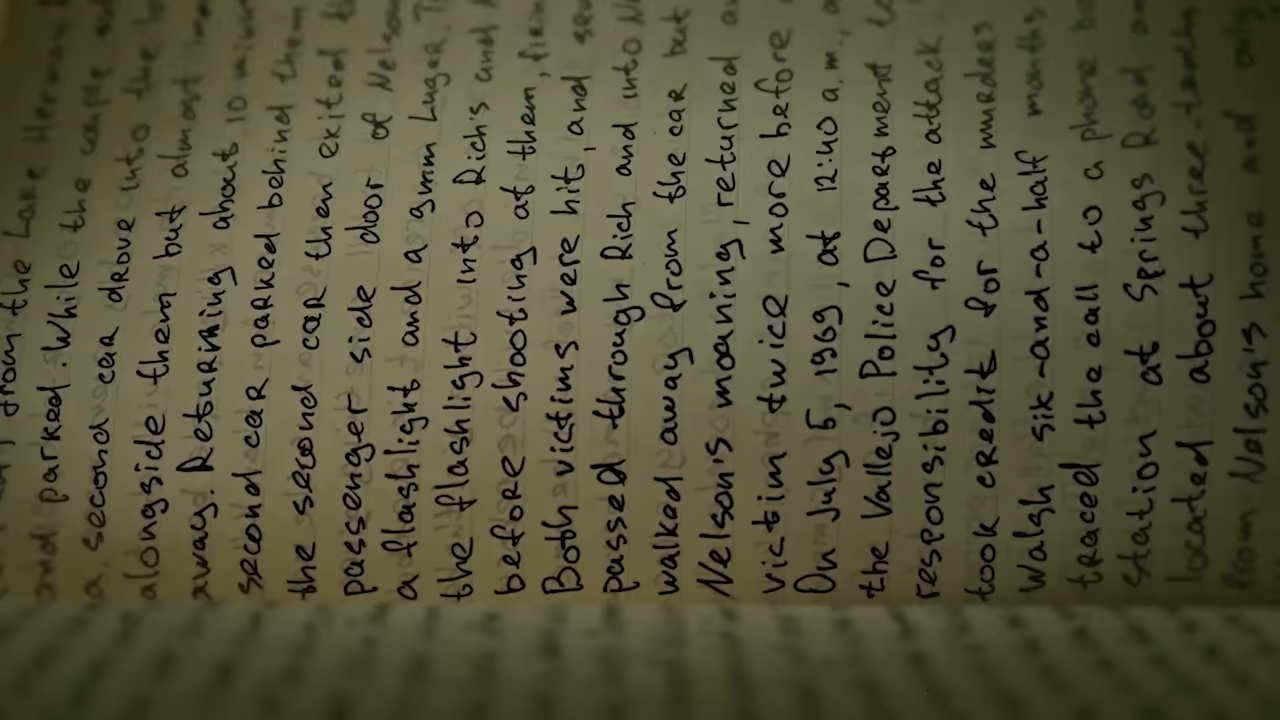 from the Lake Herman
and parked. While the couple
a second car drove into the
alongside them but almost
away. Returning about 10
second car parked behind them
the second car then exited
passenger side door of Nelson
a flashlight and a 9mm Luger.
the flashlight into Rich's and
before shooting at them,
Both victims were hit, and
passed through Rich and into
walked away from the car but
Nelson's moaning, returned
victim twice more before
On July 5, 1969, at 12:40 a.m.,
the Vallejo Police Department
responsibility for the attack
took credit for the murders
Walsh six-and-a-half months
traced the call to a phone
station at Springs Road
located about three-tenth
from Nelson's home and only